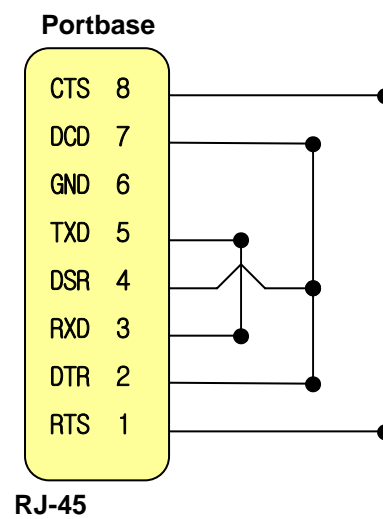 Portbase
CTS 8
DCD 7
GND 6
TXD 5
DSR 4
RXD 3
DTR 2
RTS 1
RJ-45